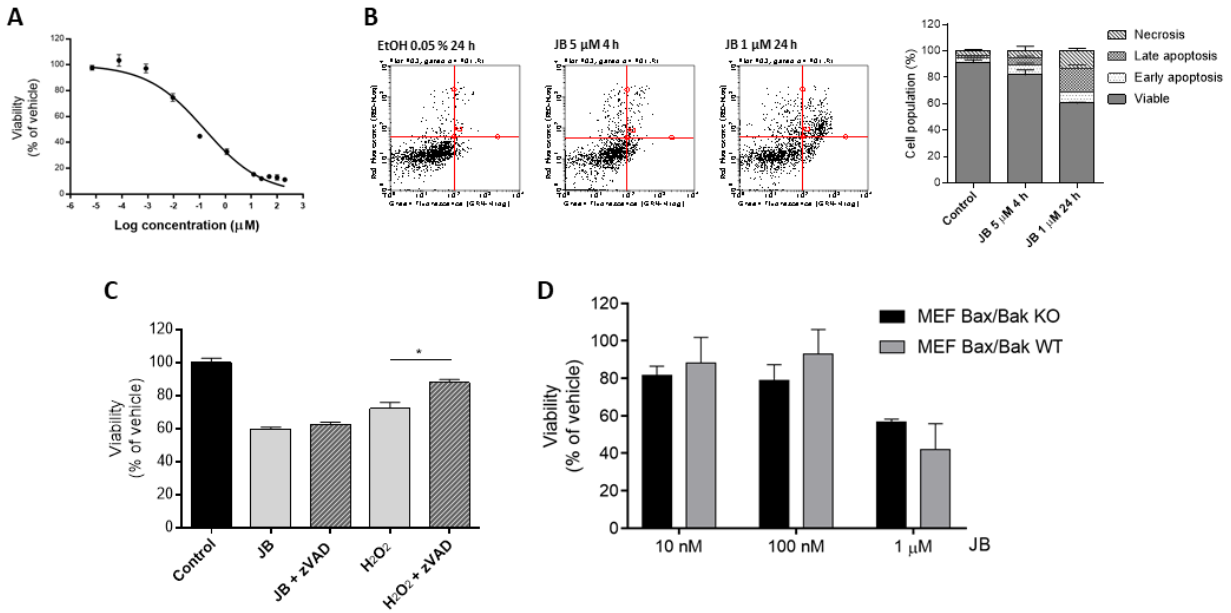 A
120
100
80
60
40
20
0
-6
-5
-4
-3
-2
-1
0
1
2
3
Viability
(% of vehicle)
Log concentration (μM)
B
EtOH 0.05 % 24 h
JB 5 μM 4 h
JB 1 μM 24 h
100
80
60
40
20
0
Cell population (%)
Control
JB 5 μM 4 h
JB 1 μM 24 h
Necrosis
Late apoptosis
Early apoptosis
Viable
C
120
100
80
60
40
20
0
Viability
(% of vehicle)
*
Control
JB
JB + zVAD
H2O2
H2O2 + zVAD
D
120
100
80
60
40
20
0
Viability
(% of vehicle)
MEF Bax/Bak KO
MEF Bax/Bak WT
10 nM
100 nM
1 μM
JB